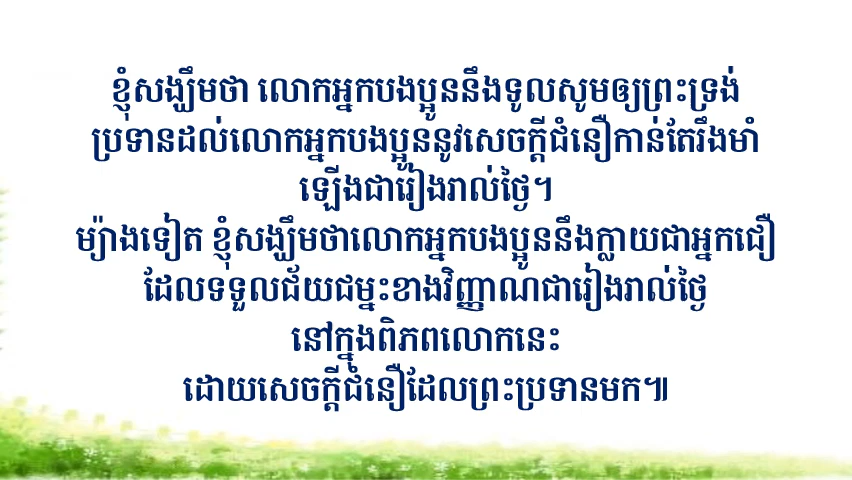 ខ្ញុំសង្ឃឹមថា លោកអ្នកបងប្អូននឹងទូលសូមឲ្យព្រះទ្រង់
ប្រទានដល់លោកអ្នកបងប្អូននូវសេចក្ដីជំនឿកាន់តែរឹងមាំ
ឡើងជារៀងរាល់ថ្ងៃ។
ម្យ៉ាងទៀត ខ្ញុំសង្ឃឹមថាលោកអ្នកបងប្អូននឹងក្លាយជាអ្នកជឿ
ដែលទទួលជ័យជម្នះខាងវិញ្ញាណជារៀងរាល់ថ្ងៃ
នៅក្នុងពិភពលោកនេះ
ដោយសេចក្ដីជំនឿដែលព្រះប្រទានមក៕